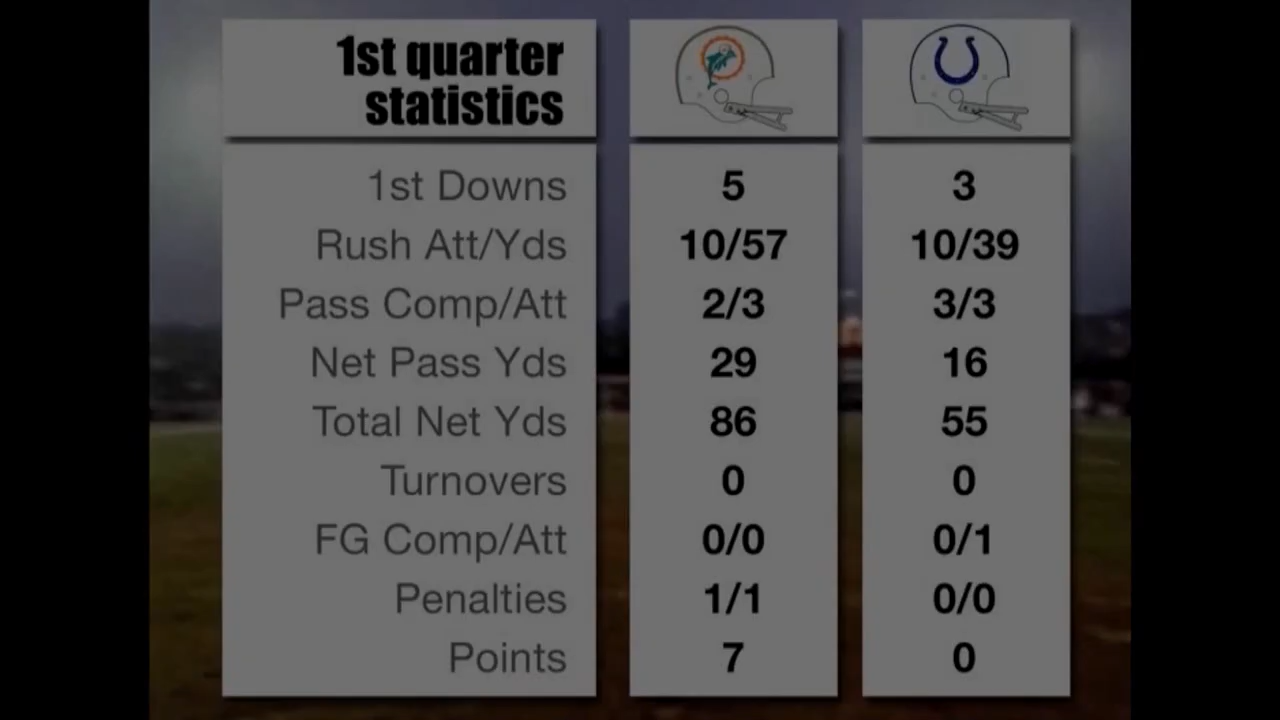 1st quarter
statistics
1st Downs 5 3
Rush Att/Yds 10/57 10/39
Pass Comp/Att 2/3 3/3
Net Pass Yds 29 16
Total Net Yds 86 55
Turnovers 0 0
FG Comp/Att 0/0 0/1
Penalties 1/1 0/0
Points 7 0